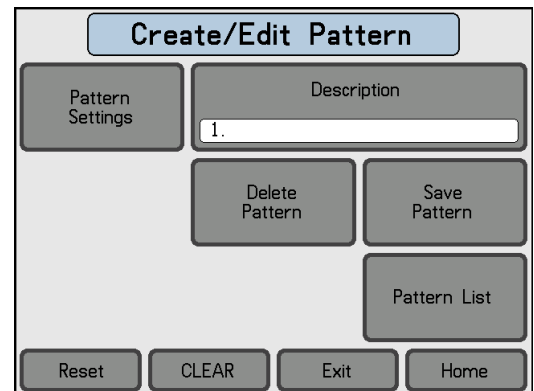 Create/Edit Pattern
Pattern
Settings
Description
1.
Delete
Pattern
Save
Pattern
Pattern List
Reset
CLEAR
Exit
Home